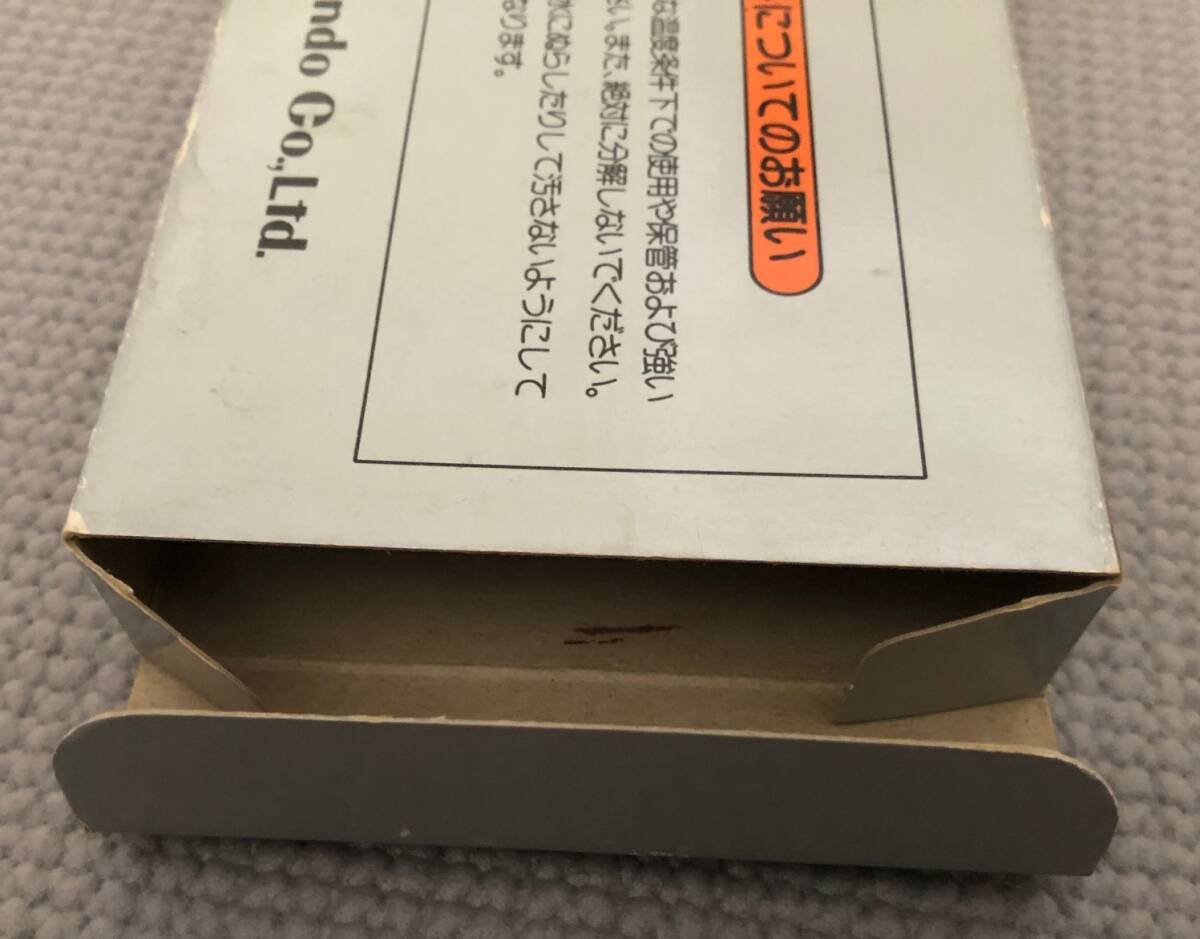 についてのお願い
な温度条件下での使用や保管および強い
い。また、絶対に分解しないでください。
にぬらしたりして汚さないようにして
ります。
ndo Co.,Ltd.